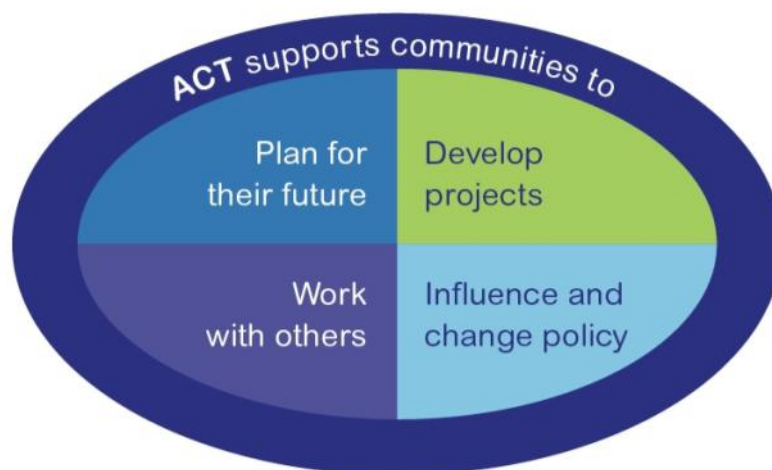 ACT supports communities to
Plan for
their future
Develop
projects
Work
with others
Influence and
change policy